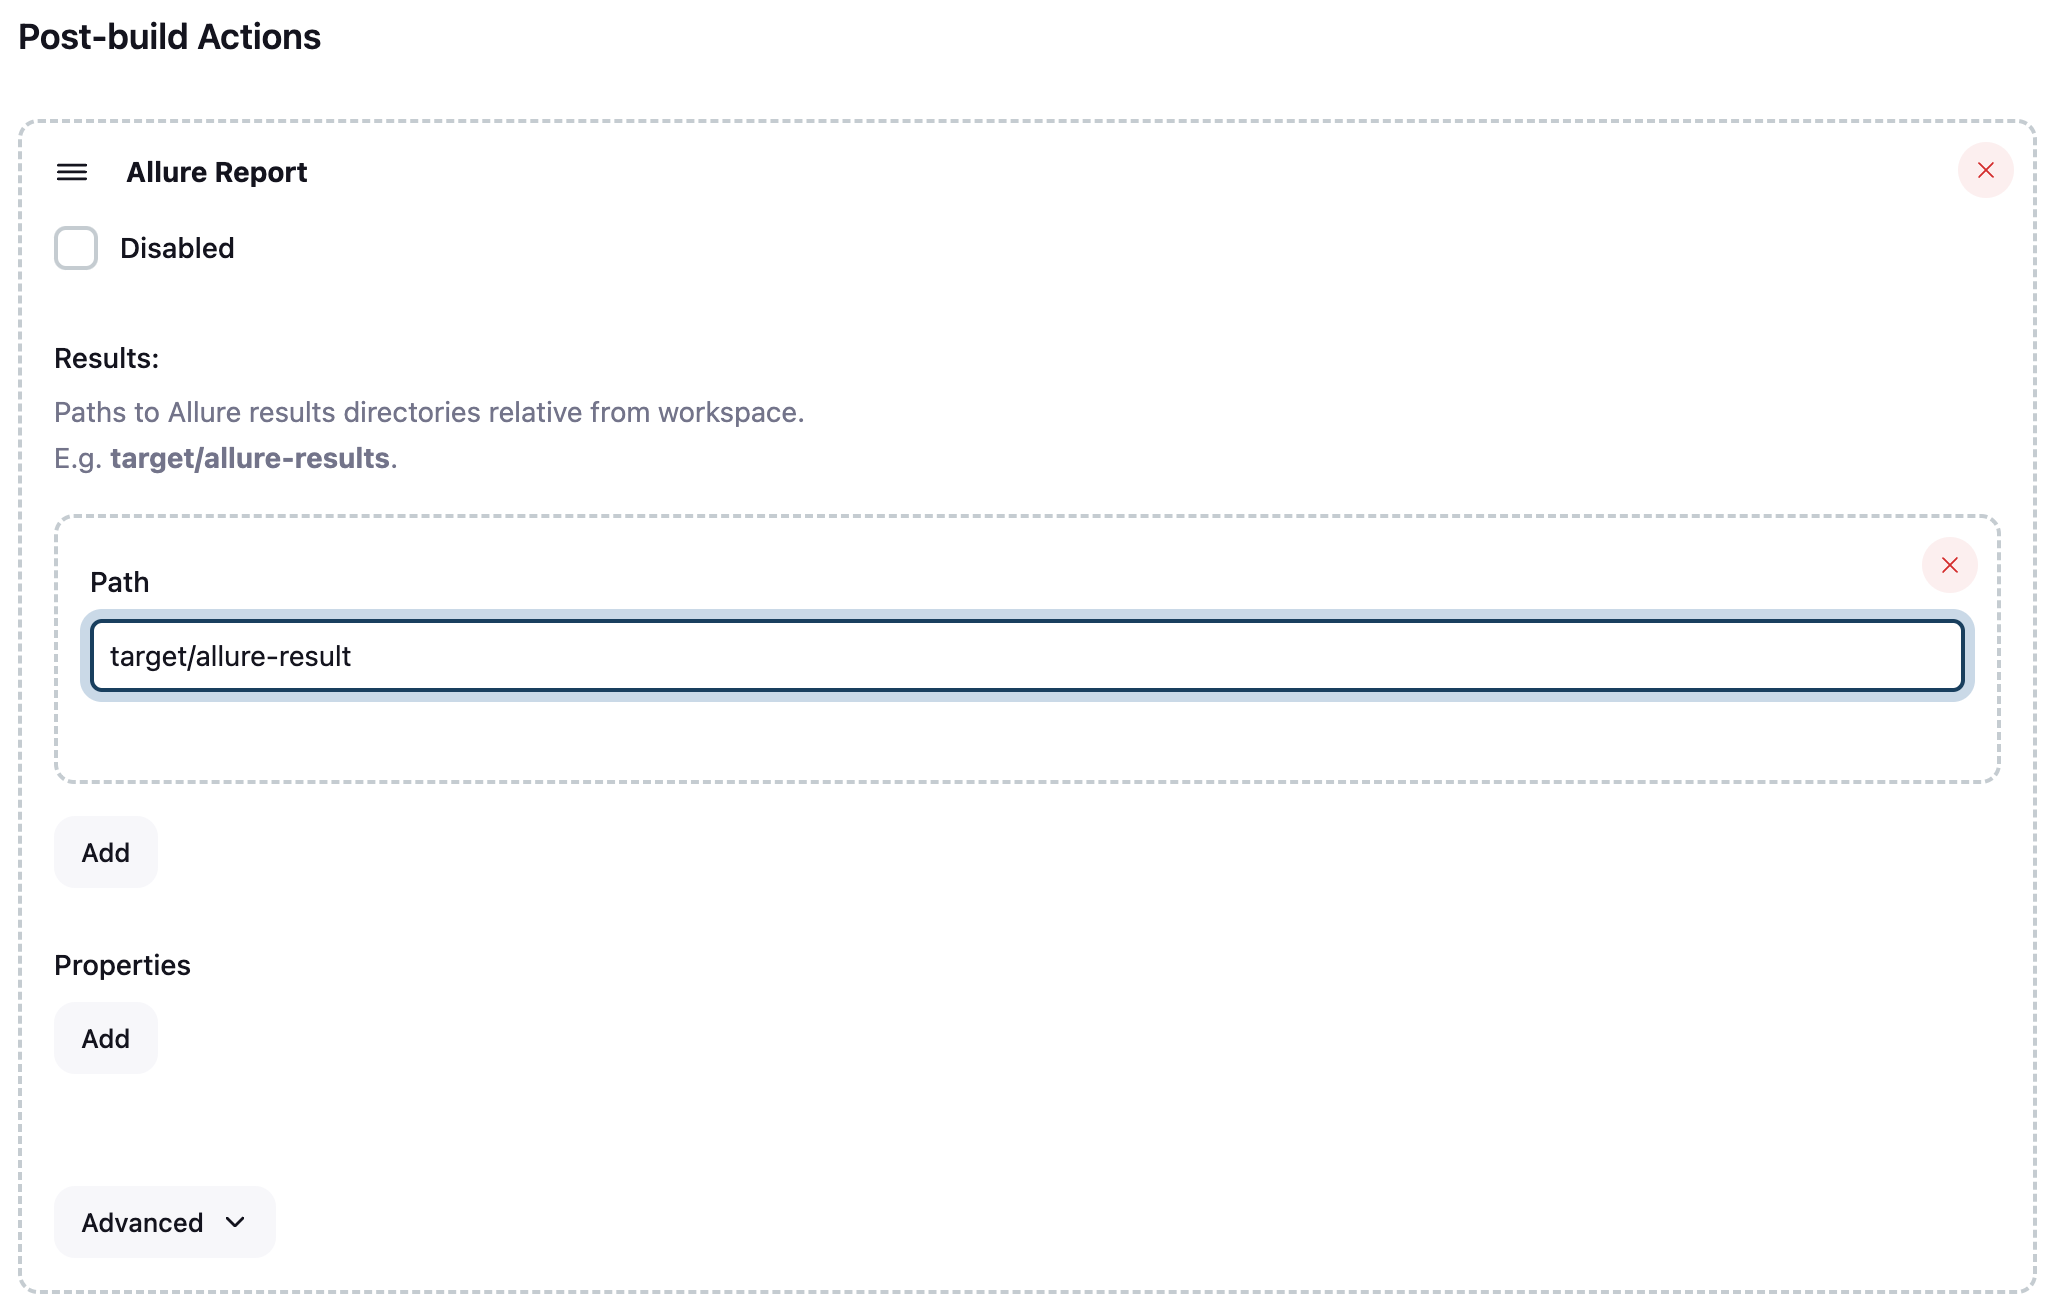 Post-build Actions
Allure Report
Disabled
Results:
Paths to Allure results directories relative from workspace.
E.g. target/allure-results.
Path
target/allure-result
Add
Properties
Add
Advanced